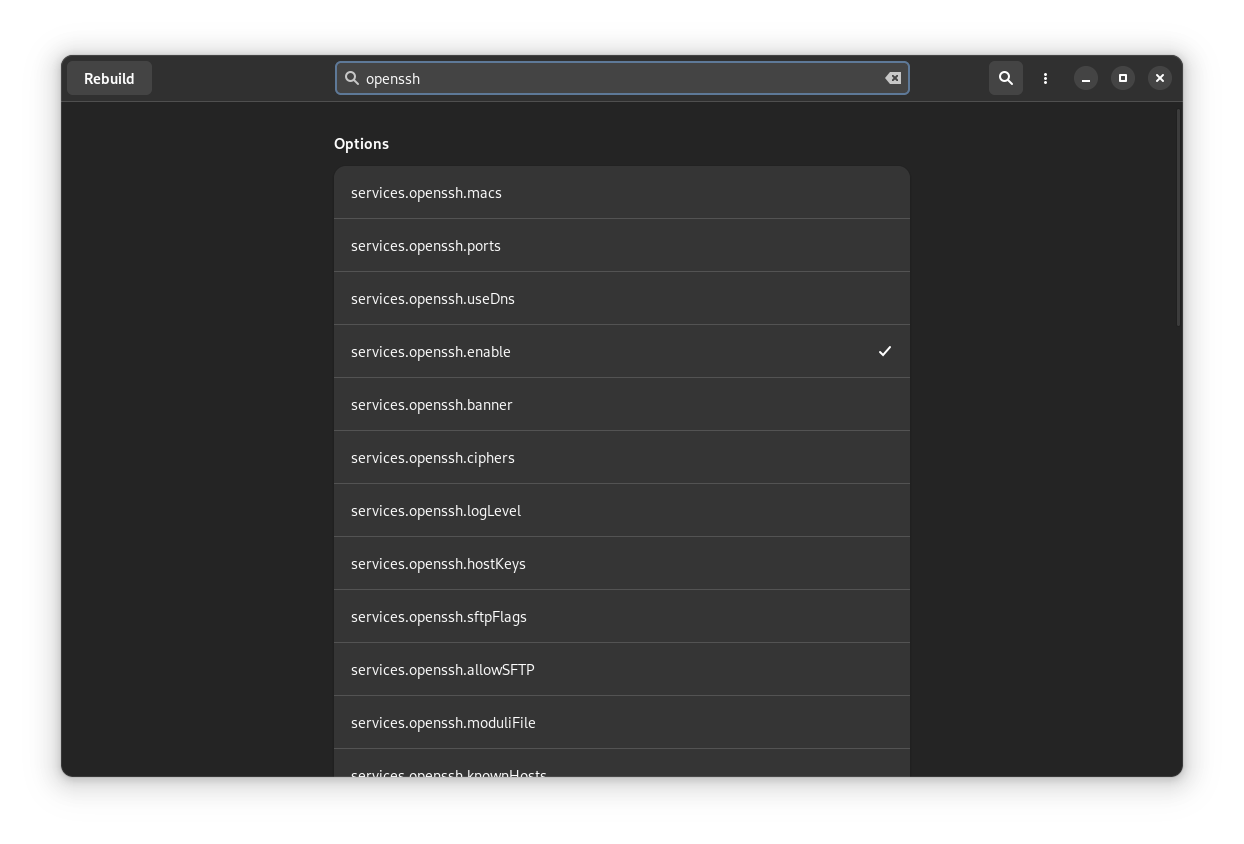 Rebuild
openssh
Options
services.openssh.macs
services.openssh.ports
services.openssh.useDns
services.openssh.enable
services.openssh.banner
services.openssh.ciphers
services.openssh.logLevel
services.openssh.hostKeys
services.openssh.sftpFlags
services.openssh.allowSFTP
services.openssh.moduliFile
services.openssh.knownHosts